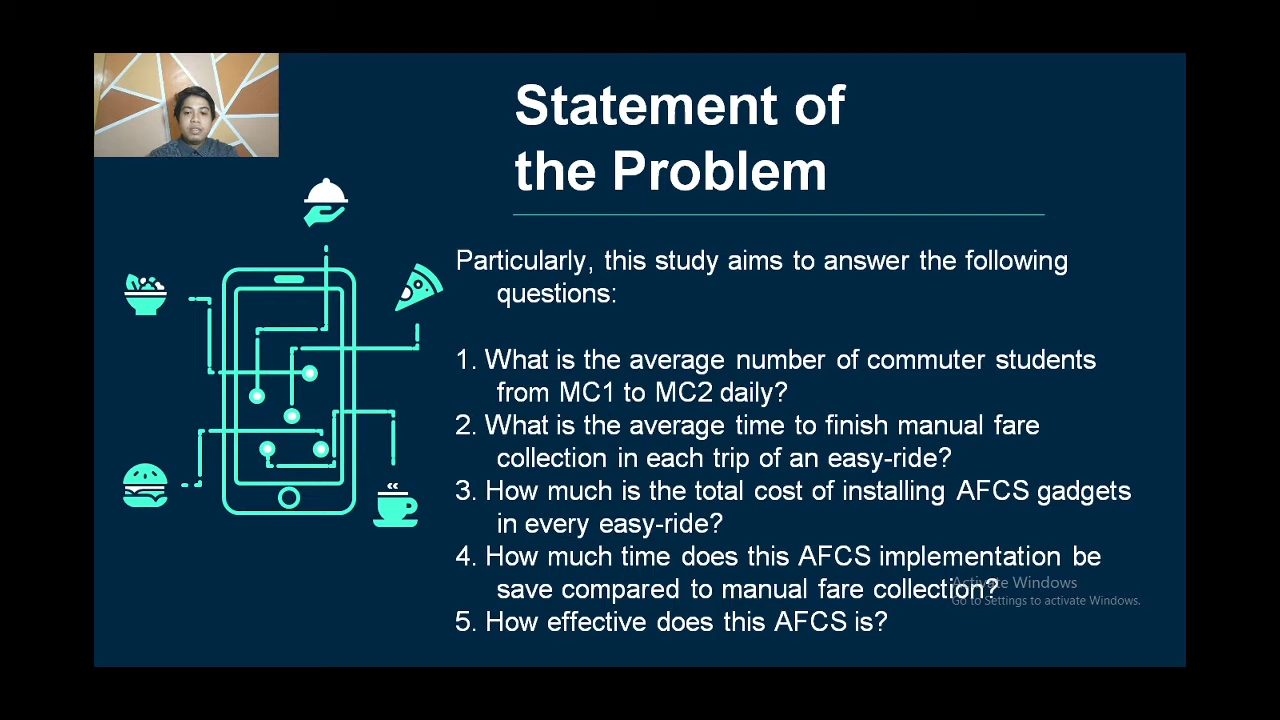 Statement of
the Problem
Particularly, this study aims to answer the following
questions:
1. What is the average number of commuter students
from MC1 to MC2 daily?
2. What is the average time to finish manual fare
collection in each trip of an easy-ride?
3. How much is the total cost of installing AFCS gadgets
in every easy-ride?
4. How much time does this AFCS implementation be
save compared to manual fare collection?
5. How effective does this AFCS is?
Activate Windows
Go to Settings to activate Windows.